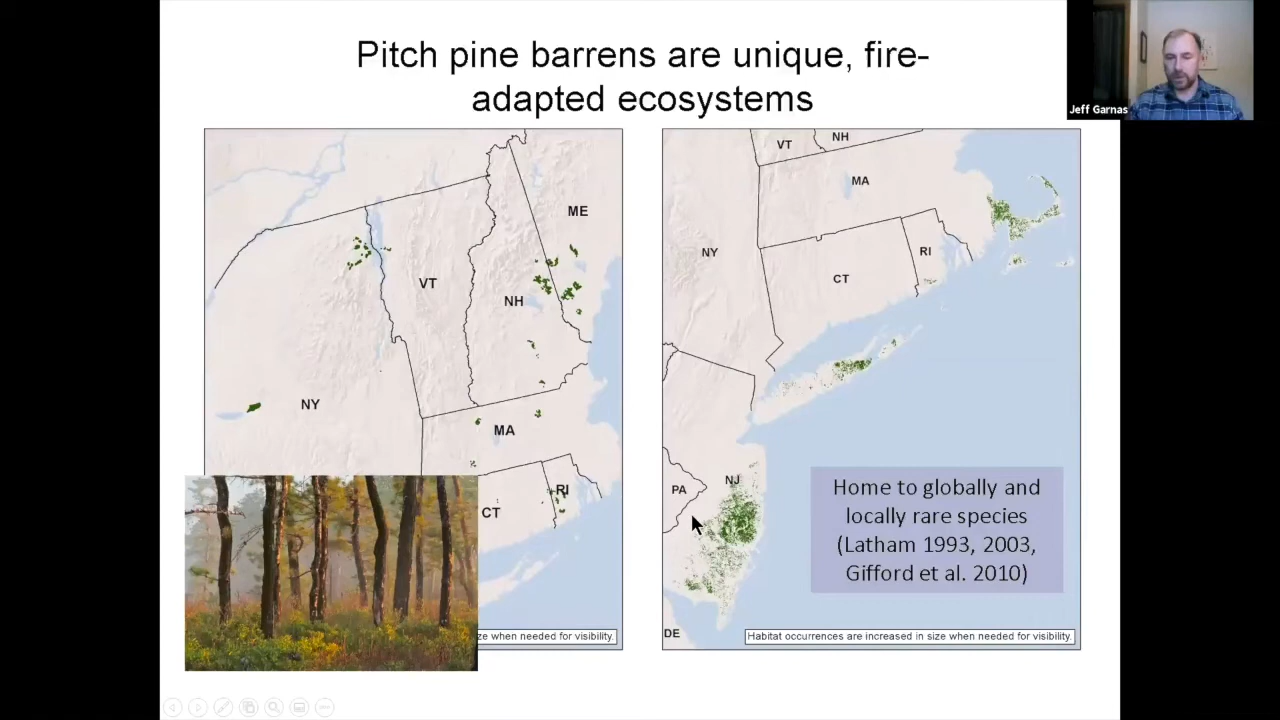 Pitch pine barrens are unique, fire-
adapted ecosystems
Jeff Garnas
ME
VT
NH
NY
MA
RI
CT
ze when needed for visibility.
VT
NH
MA
NY
RI
CT
PA
NJ
DE
Home to globally and
locally rare species
(Latham 1993, 2003,
Gifford et al. 2010)
Habitat occurrences are increased in size when needed for visibility.